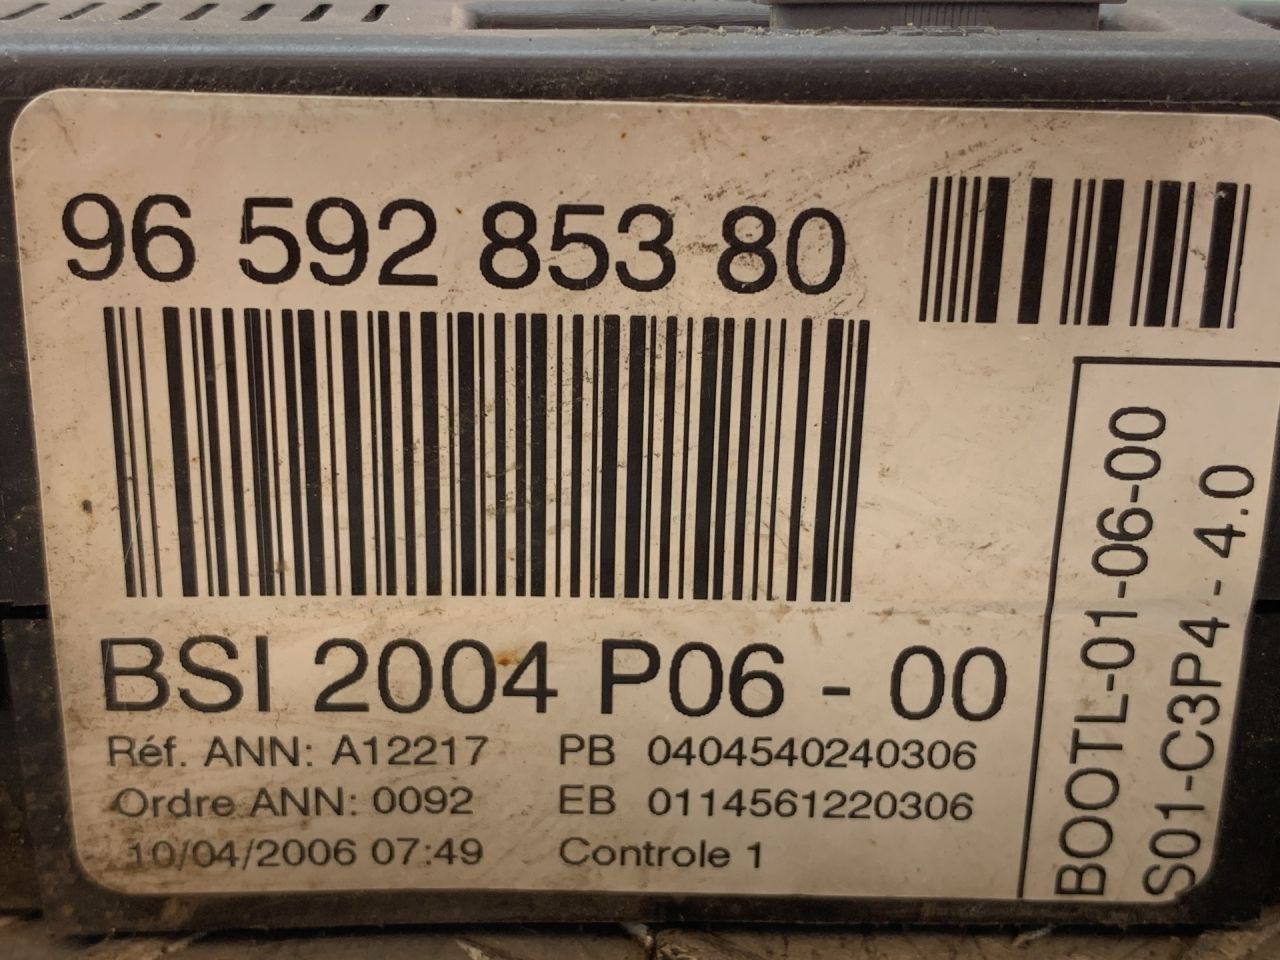 96 592 853 80
BSI 2004 P06 - 00
Réf. ANN: A12217 PB 0404540240306
Ordre ANN: 0092 EB 0114561220306
10/04/2006 07:49 Controle 1
BOOTL-01-06-00
S01-C3P4 - 4.0